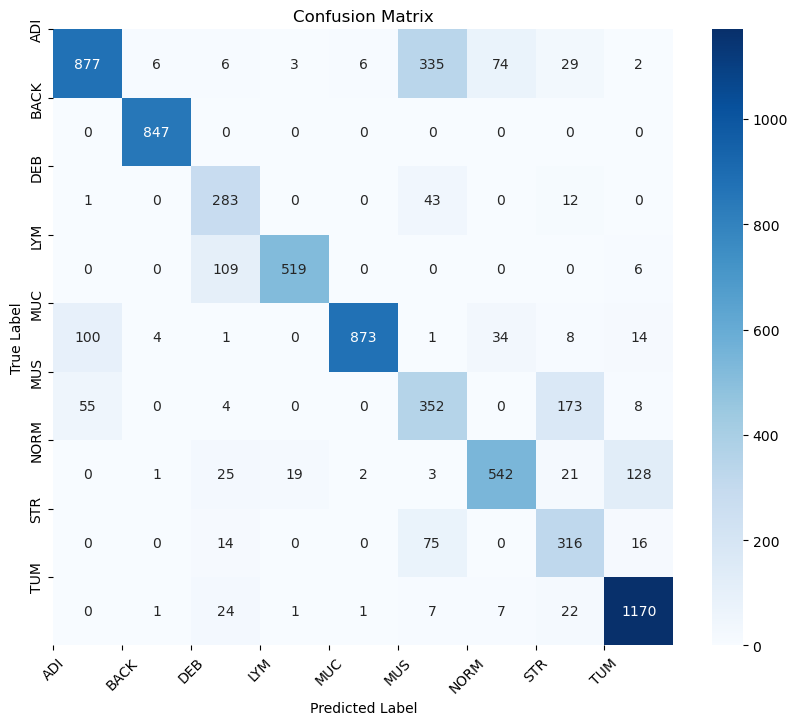 Confusion Matrix
True Label
ADI 877 6 6 3 6 335 74 29 2
BACK 0 847 0 0 0 0 0 0 0
DEB 1 0 283 0 0 43 0 12 0
LYM 0 0 109 519 0 0 0 0 6
MUC 100 4 1 0 873 1 34 8 14
MUS 55 0 4 0 0 352 0 173 8
NORM 0 1 25 19 2 3 542 21 128
STR 0 0 14 0 0 75 0 316 16
TUM 0 1 24 1 1 7 7 22 1170
ADI BACK DEB LYM MUC MUS NORM STR TUM
Predicted Label
1000
800
600
400
200
0